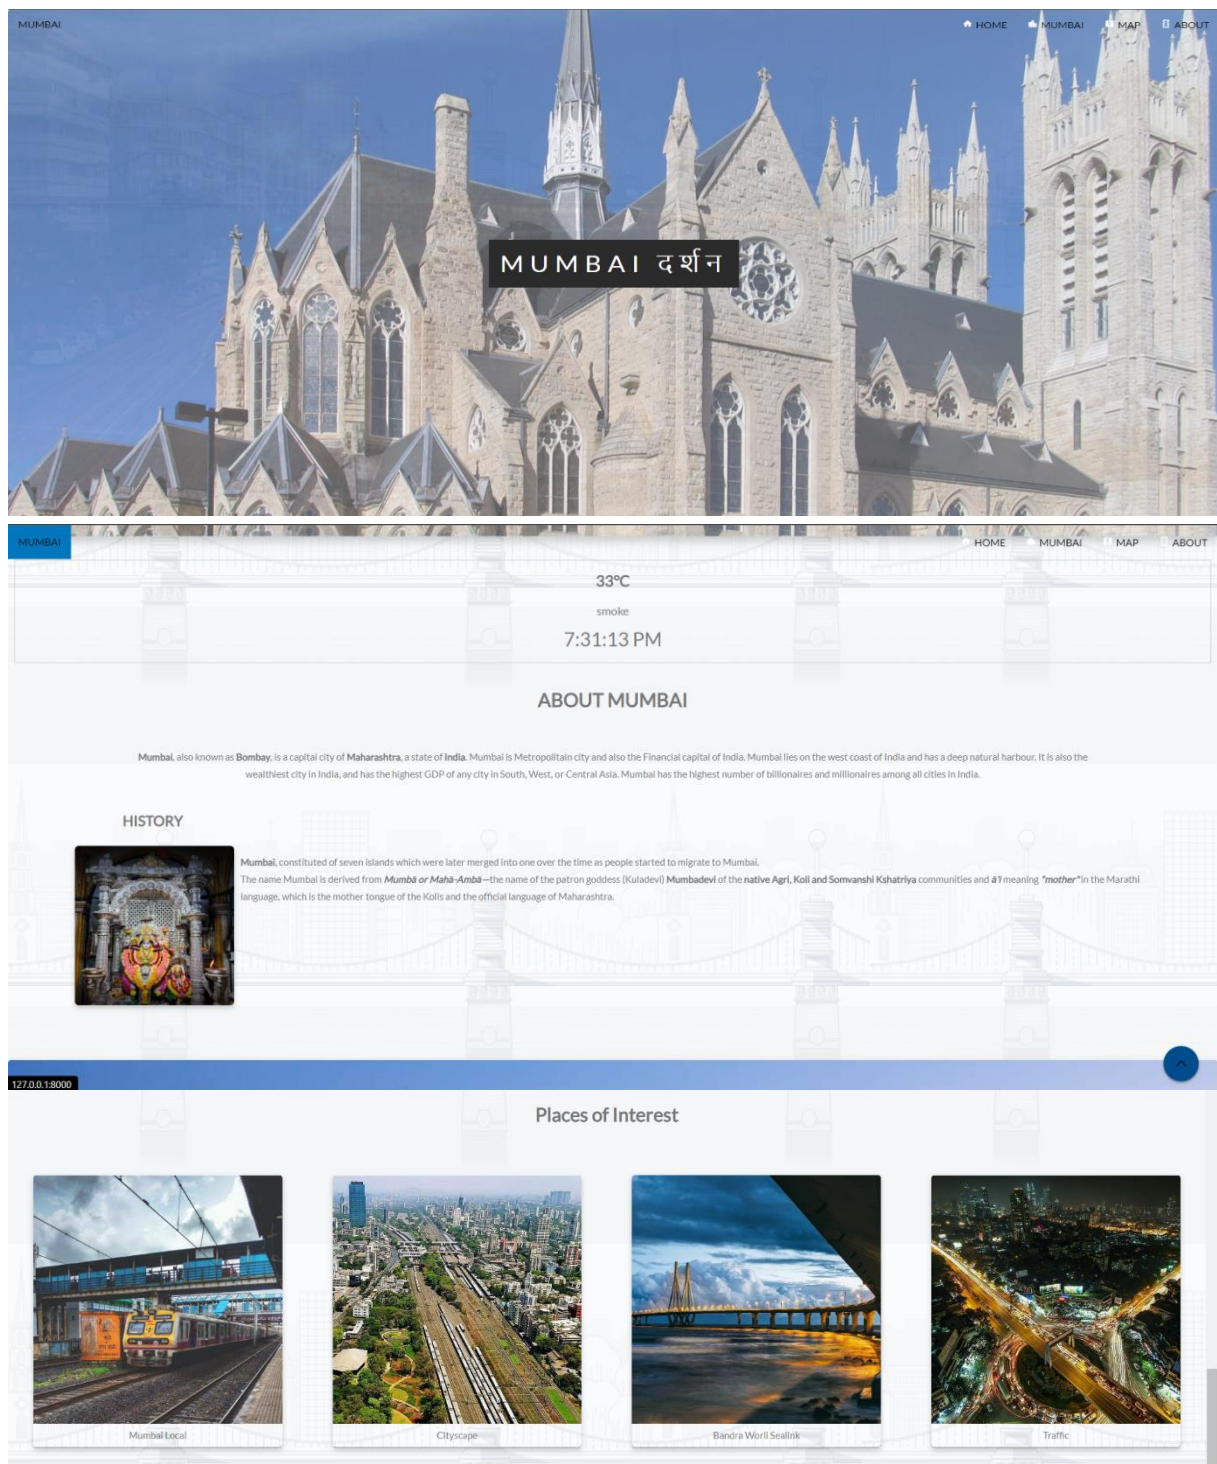 MUMBAI HOME MUMBAI MAP ABOUT
MUMBAI दर्शन
MUMBAI HOME MUMBAI MAP ABOUT
33°C
smoke
7:31:13 PM
ABOUT MUMBAI
Mumbai, also known as Bombay, is a capital city of Maharashtra, a state of India. Mumbai is Metropolitain city and also the Financial capital of India. Mumbai lies on the west coast of India and has a deep natural harbour. It is also the
wealthiest city in India, and has the highest GDP of any city in South, West, or Central Asia. Mumbai has the highest number of billionaires and millionaires among all cities in India.
HISTORY
Mumbai, constituted of seven islands which were later merged into one over the time as people started to migrate to Mumbai.
The name Mumbai is derived from Mumbā or Mahā-Ambā—the name of the patron goddess (Kuladevi) Mumbadevi of the native Agri, Koli and Somvanshi Kshatriya communities and meaning "mother"in the Marathi
language, which is the mother tongue of the Kolis and the official language of Maharashtra.
127.0.0.1:8000
Places of Interest
Mumbai Local Cityscape Bandra Worli Sealink Traffic